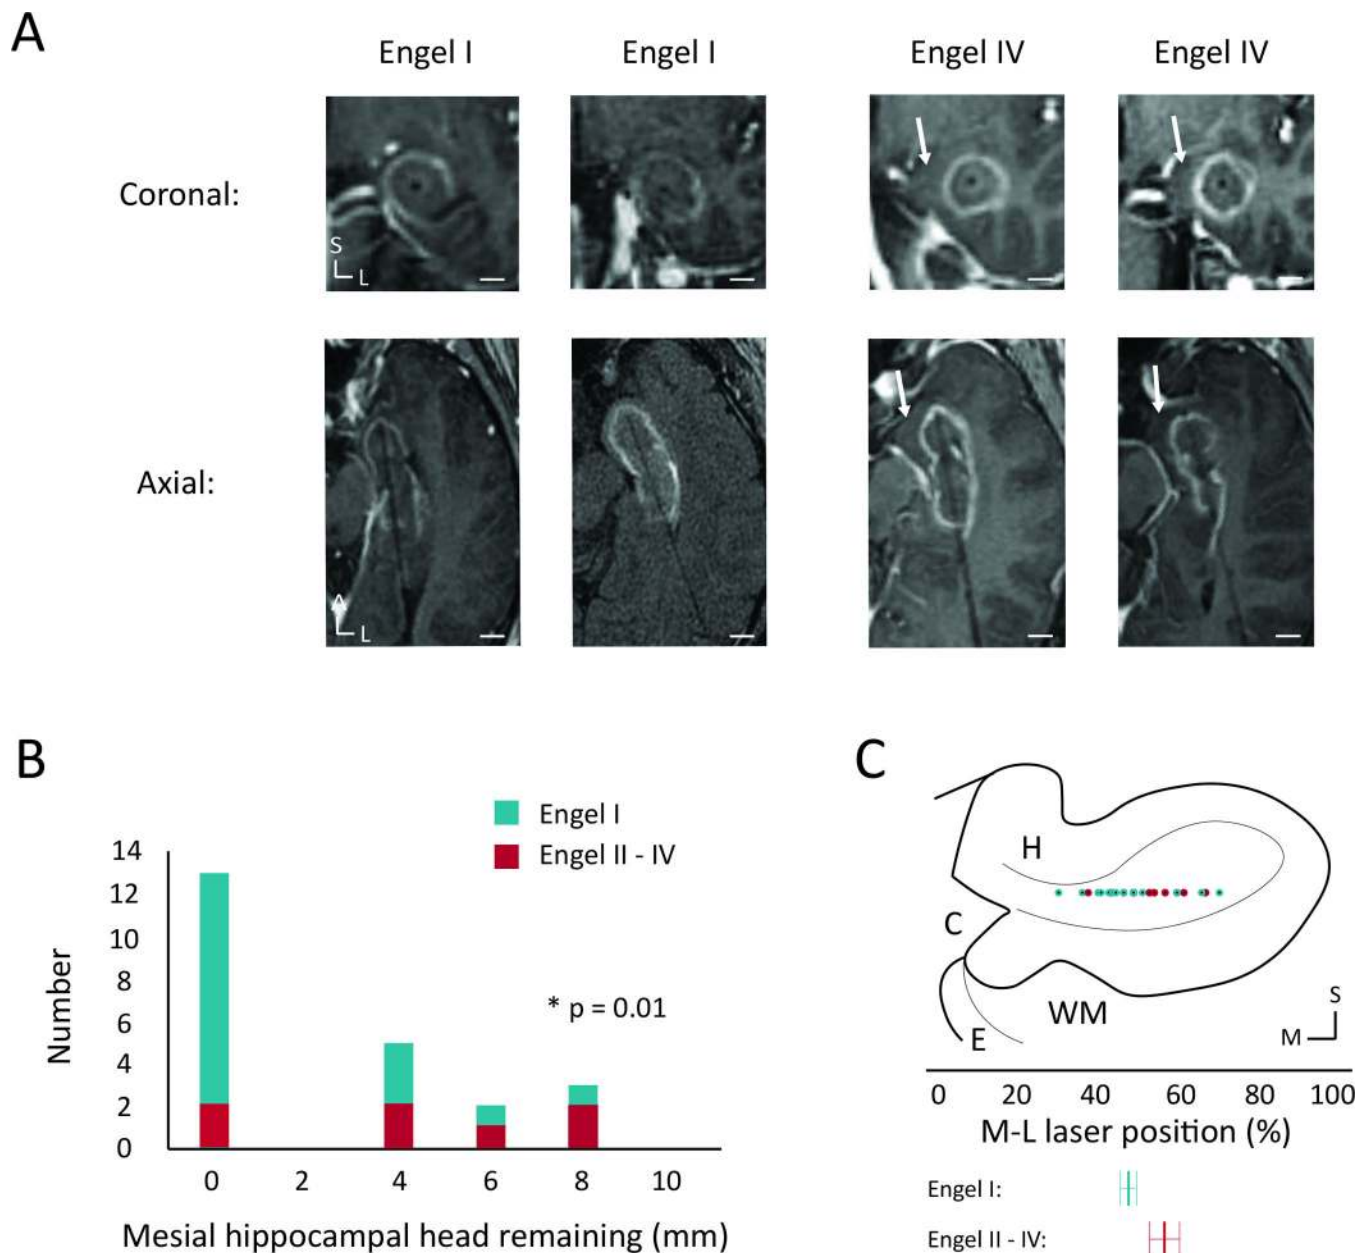 A
Engel I
Engel I
Engel IV
Engel IV
Coronal:
S
L
Axial:
A
L
B
Engel I
Engel II - IV
14
12
10
8
6
4
2
0
Number
* p = 0.01
0 2 4 6 8 10
Mesial hippocampal head remaining (mm)
C
H
C
E
WM
S
M
0 20 40 60 80 100
M-L laser position (%)
Engel I:
Engel II - IV: